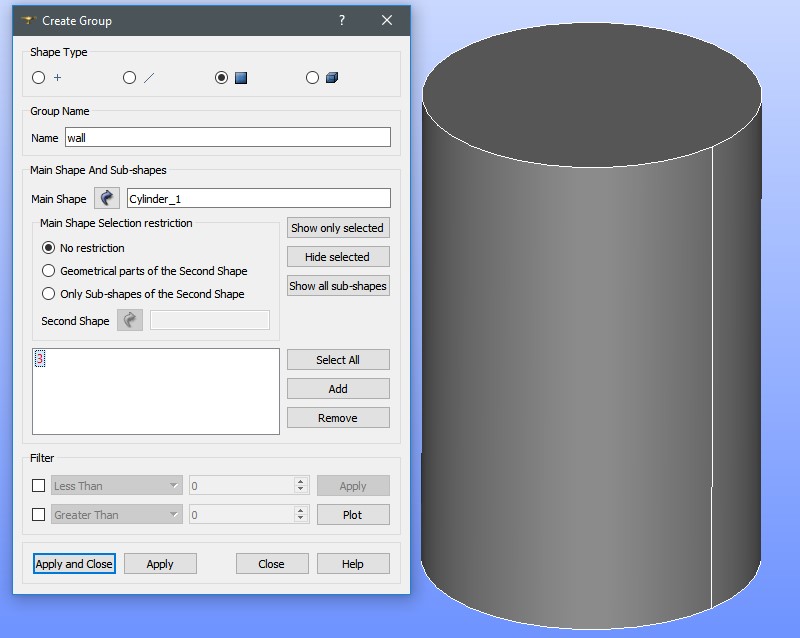 Create Group
Shape Type
Group Name
Name wall
Main Shape And Sub-shapes
Main Shape Cylinder_1
Main Shape Selection restriction
No restriction
Geometrical parts of the Second Shape
Only Sub-shapes of the Second Shape
Second Shape
Show only selected
Hide selected
Show all sub-shapes
3
Select All
Add
Remove
Filter
Less Than 0 Apply
Greater Than 0 Plot
Apply and Close Apply Close Help